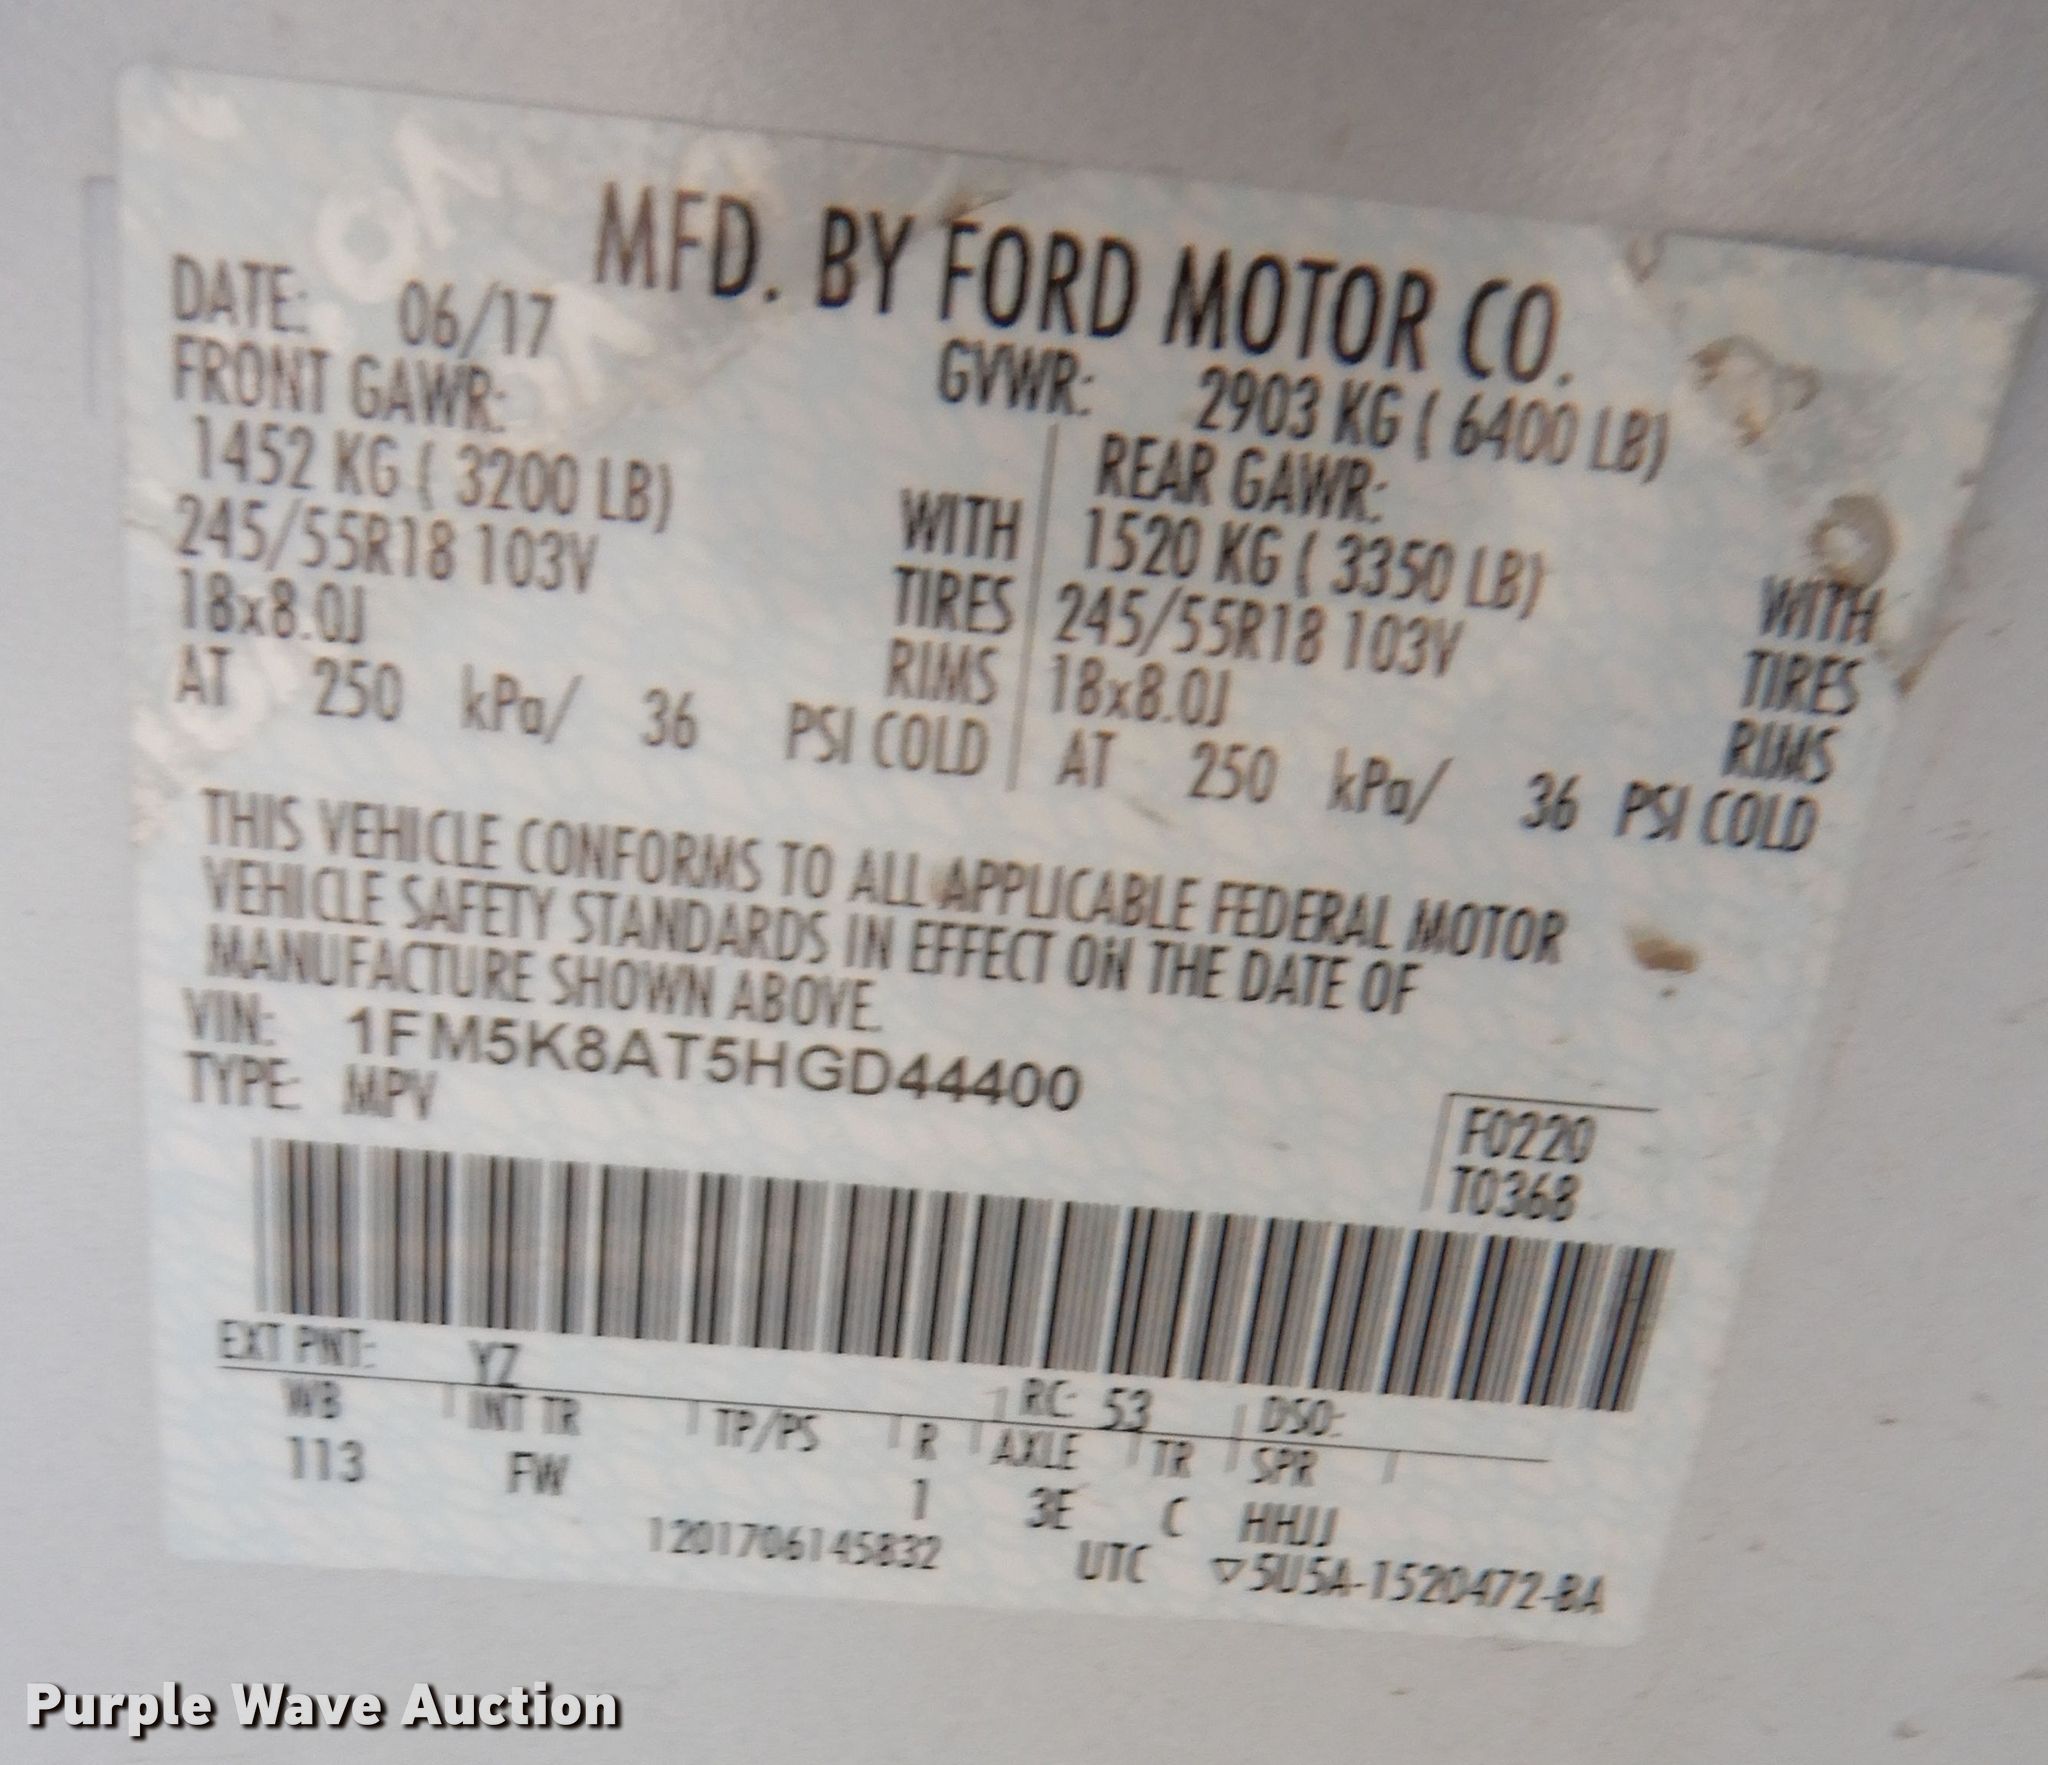 MFD. BY FORD MOTOR CO.
DATE: 06/17
GVWR: 2903 KG ( 6400 LB)
FRONT GAWR:
1452 KG ( 3200 LB) WITH
245/55R18 103V TIRES
18x8.0J RIMS
AT 250 kPa/ 36 PSI COLD
REAR GAWR:
1520 KG ( 3350 LB) WITH
245/55R18 103V TIRES
18x8.0J RIMS
AT 250 kPa/ 36 PSI COLD
THIS VEHICLE CONFORMS TO ALL APPLICABLE FEDERAL MOTOR
VEHICLE SAFETY STANDARDS IN EFFECT ON THE DATE OF
MANUFACTURE SHOWN ABOVE.
VIN: 1FM5K8AT5HGD44400
TYPE: MPV
F0220
T0368
EXT PNT: YZ RC: 53 DSO:
WB INT TR TP/PS R AXLE TR SPR
113 FW 1 3E C HHJJ
1201706145832 UTC ▽5U5A-1520472-BA
Purple Wave Auction